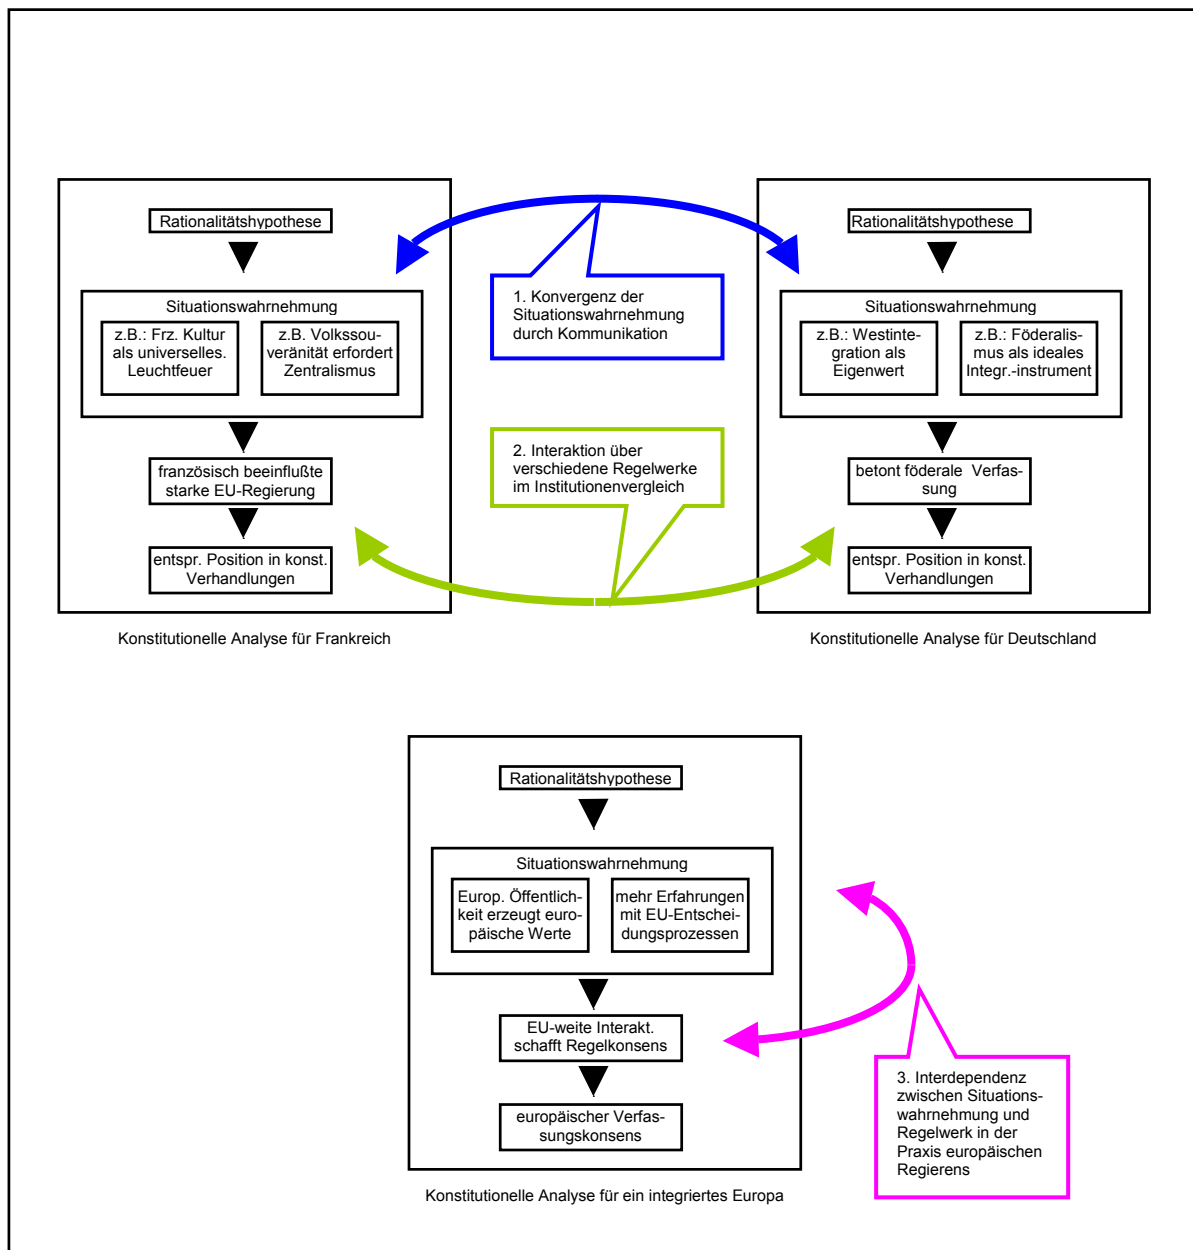 Rationalitätshypothese
Situationswahrnehmung
z.B.: Frz. Kultur
als universelles.
Leuchtfeuer
z.B. Volkssou-
veränität erfordert
Zentralismus
französisch beeinflußte
starke EU-Regierung
entspr. Position in konst.
Verhandlungen
Konstitutionelle Analyse für Frankreich
1. Konvergenz der
Situationswahrnehmung
durch Kommunikation
2. Interaktion über
verschiedene Regelwerke
im Institutionenvergleich
Rationalitätshypothese
Situationswahrnehmung
z.B.: Westinte-
gration als
Eigenwert
z.B.: Föderalis-
mus als ideales
Integr.-instrument
betont föderale Verfas-
sung
entspr. Position in konst.
Verhandlungen
Konstitutionelle Analyse für Deutschland
Rationalitätshypothese
Situationswahrnehmung
Europ. Öffentlich-
keit erzeugt euro-
päische Werte
mehr Erfahrungen
mit EU-Entschei-
dungsprozessen
EU-weite Interakt.
schafft Regelkonsens
europäischer Verfas-
sungskonsens
Konstitutionelle Analyse für ein integriertes Europa
3. Interdependenz
zwischen Situations-
wahrnehmung und
Regelwerk in der
Praxis europäischen
Regierens